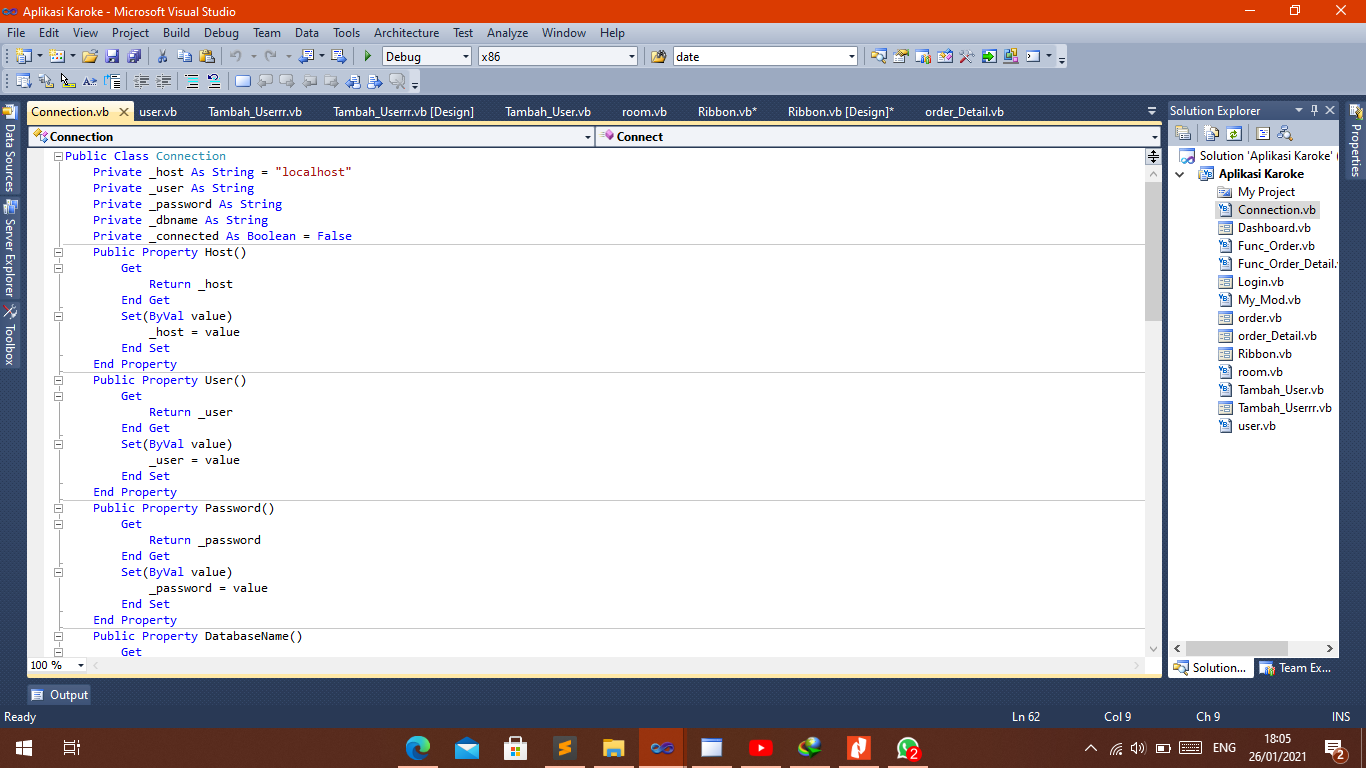 Aplikasi Karoke - Microsoft Visual Studio
File Edit View Project Build Debug Team Data Tools Architecture Test Analyze Window Help
Debug x86 date
Connection.vb user.vb Tambah_Userrr.vb Tambah_Userrr.vb [Design] Tambah_User.vb room.vb Ribbon.vb* Ribbon.vb [Design]* order_Detail.vb
Connection Connect
Public Class Connection
Private _host As String = "localhost"
Private _user As String
Private _password As String
Private _dbname As String
Private _connected As Boolean = False
Public Property Host()
Get
Return _host
End Get
Set(ByVal value)
_host = value
End Set
End Property
Public Property User()
Get
Return _user
End Get
Set(ByVal value)
_user = value
End Set
End Property
Public Property Password()
Get
Return _password
End Get
Set(ByVal value)
_password = value
End Set
End Property
Public Property DatabaseName()
Get
100 %
Data Sources
Server Explorer
Toolbox
Solution Explorer
Solution 'Aplikasi Karoke' (
Aplikasi Karoke
My Project
Connection.vb
Dashboard.vb
Func_Order.vb
Func_Order_Detail.
Login.vb
My_Mod.vb
order.vb
order_Detail.vb
Ribbon.vb
room.vb
Tambah_User.vb
Tambah_Userrr.vb
user.vb
Solution... Team Ex...
Properties
Output
Ready Ln 62 Col 9 Ch 9 INS
2 ENG 18:05 2
26/01/2021